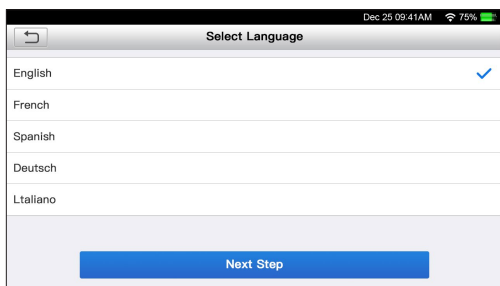 Dec 25 09:41AM 75%
Select Language
English
French
Spanish
Deutsch
Ltaliano
Next Step